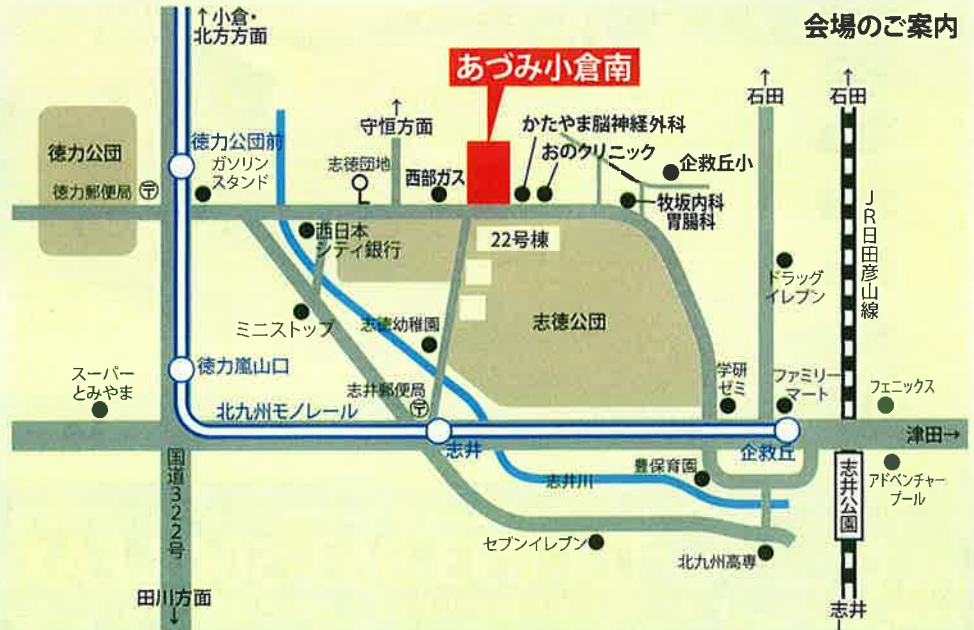 会場のご案内
↑小倉・
北方方面
あづみ小倉南
↑
石田
↑
石田
↑
守恒方面
かたやま脳神経外科
おのクリニック
企救丘小
徳力公団前
ガソリン
スタンド
徳力公団
徳力郵便局
〒
志徳団地
西部ガス
牧坂内科
胃腸科
JR日田彦山線
西日本
シティ銀行
22号棟
ドラッグ
イレブン
ミニストップ
志徳幼稚園
志徳公団
徳力嵐山口
スーパー
とみやま
志井郵便局
〒
学研
ゼミ
ファミリー
マート
フェニックス
北九州モノレール
志井
企救丘
津田→
国道322号
志井川
豊保育園
志井公園
アドベンチャー
プール
セブンイレブン
北九州高専
田川方面
↓
志井